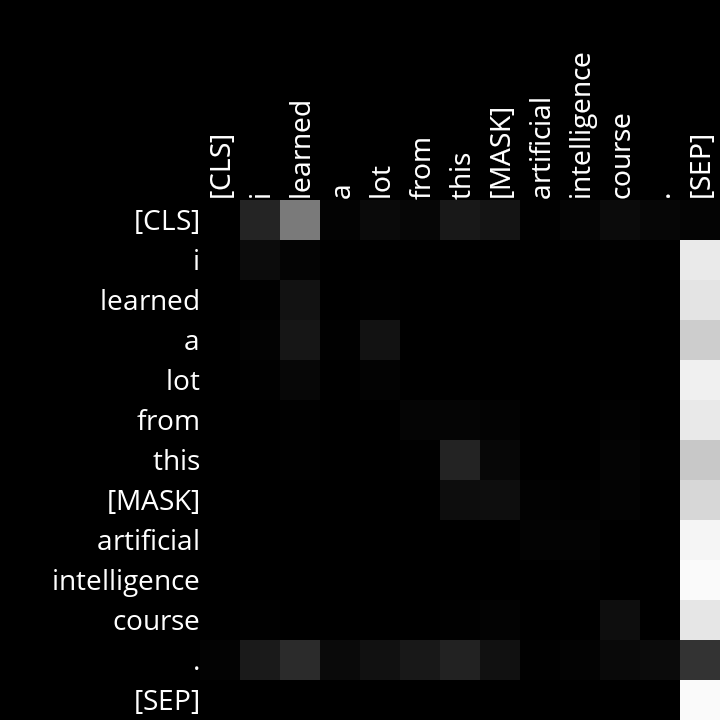 [CLS] i learned a lot from this [MASK] artificial intelligence course . [SEP]
[CLS]
i
learned
a
lot
from
this
[MASK]
artificial
intelligence
course
.
[SEP]